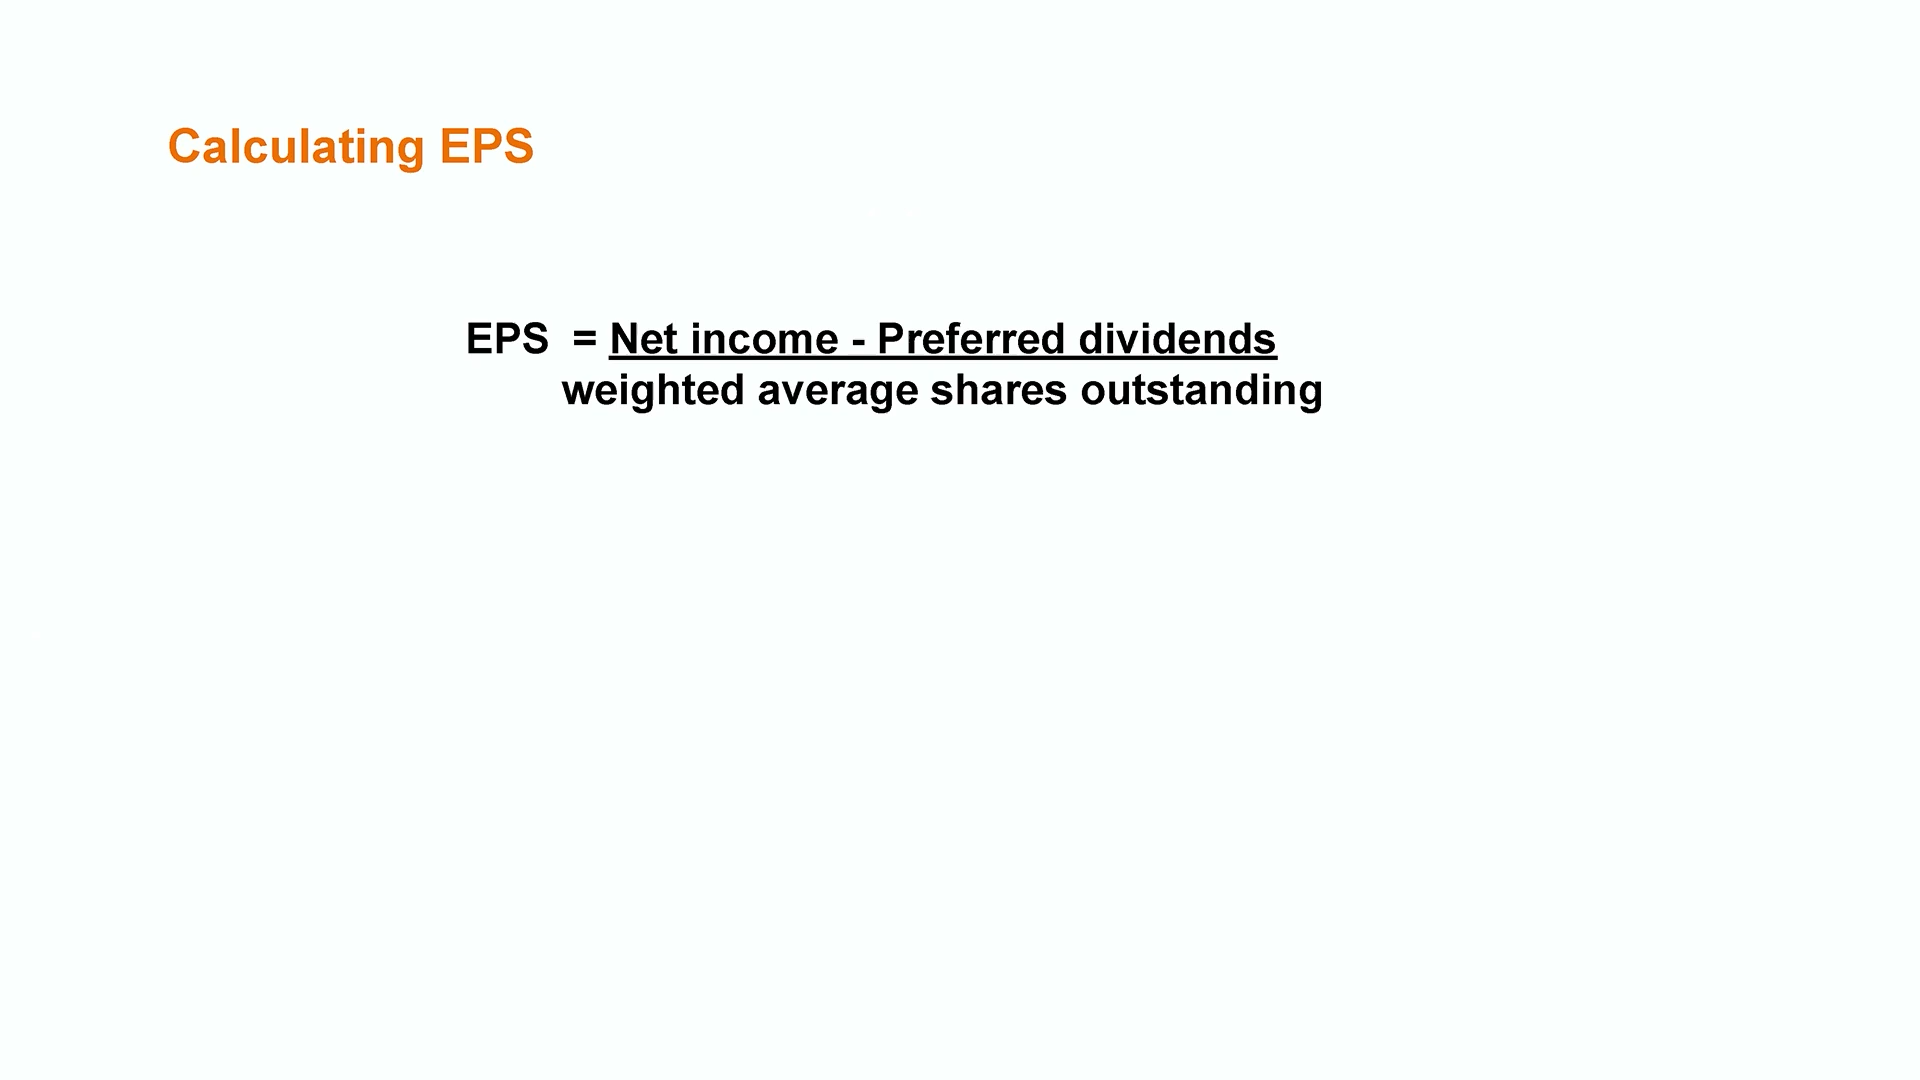 Calculating EPS
EPS = Net income - Preferred dividends
weighted average shares outstanding